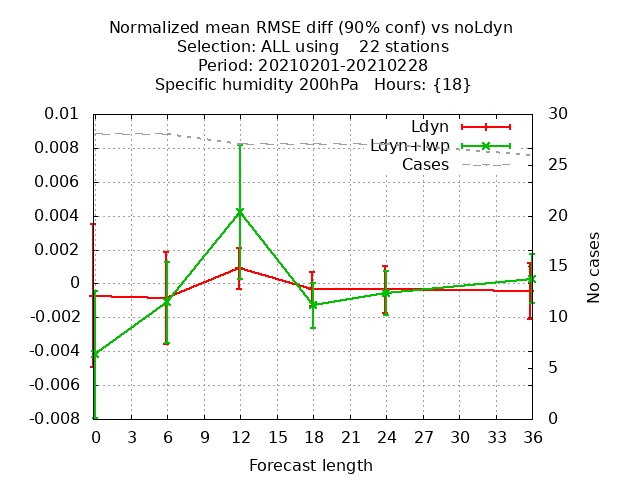 Normalized mean RMSE diff (90% conf) vs noLdyn
Selection: ALL using    22 stations
Period: 20210201-20210228
Specific humidity 200hPa   Hours: {18}
0.01
0.008
0.006
0.004
0.002
0
-0.002
-0.004
-0.006
-0.008
Ldyn
Ldyn+lwp
Cases
30
25
20
15
10
5
0
No cases
0 3 6 9 12 15 18 21 24 27 30 33 36
Forecast length